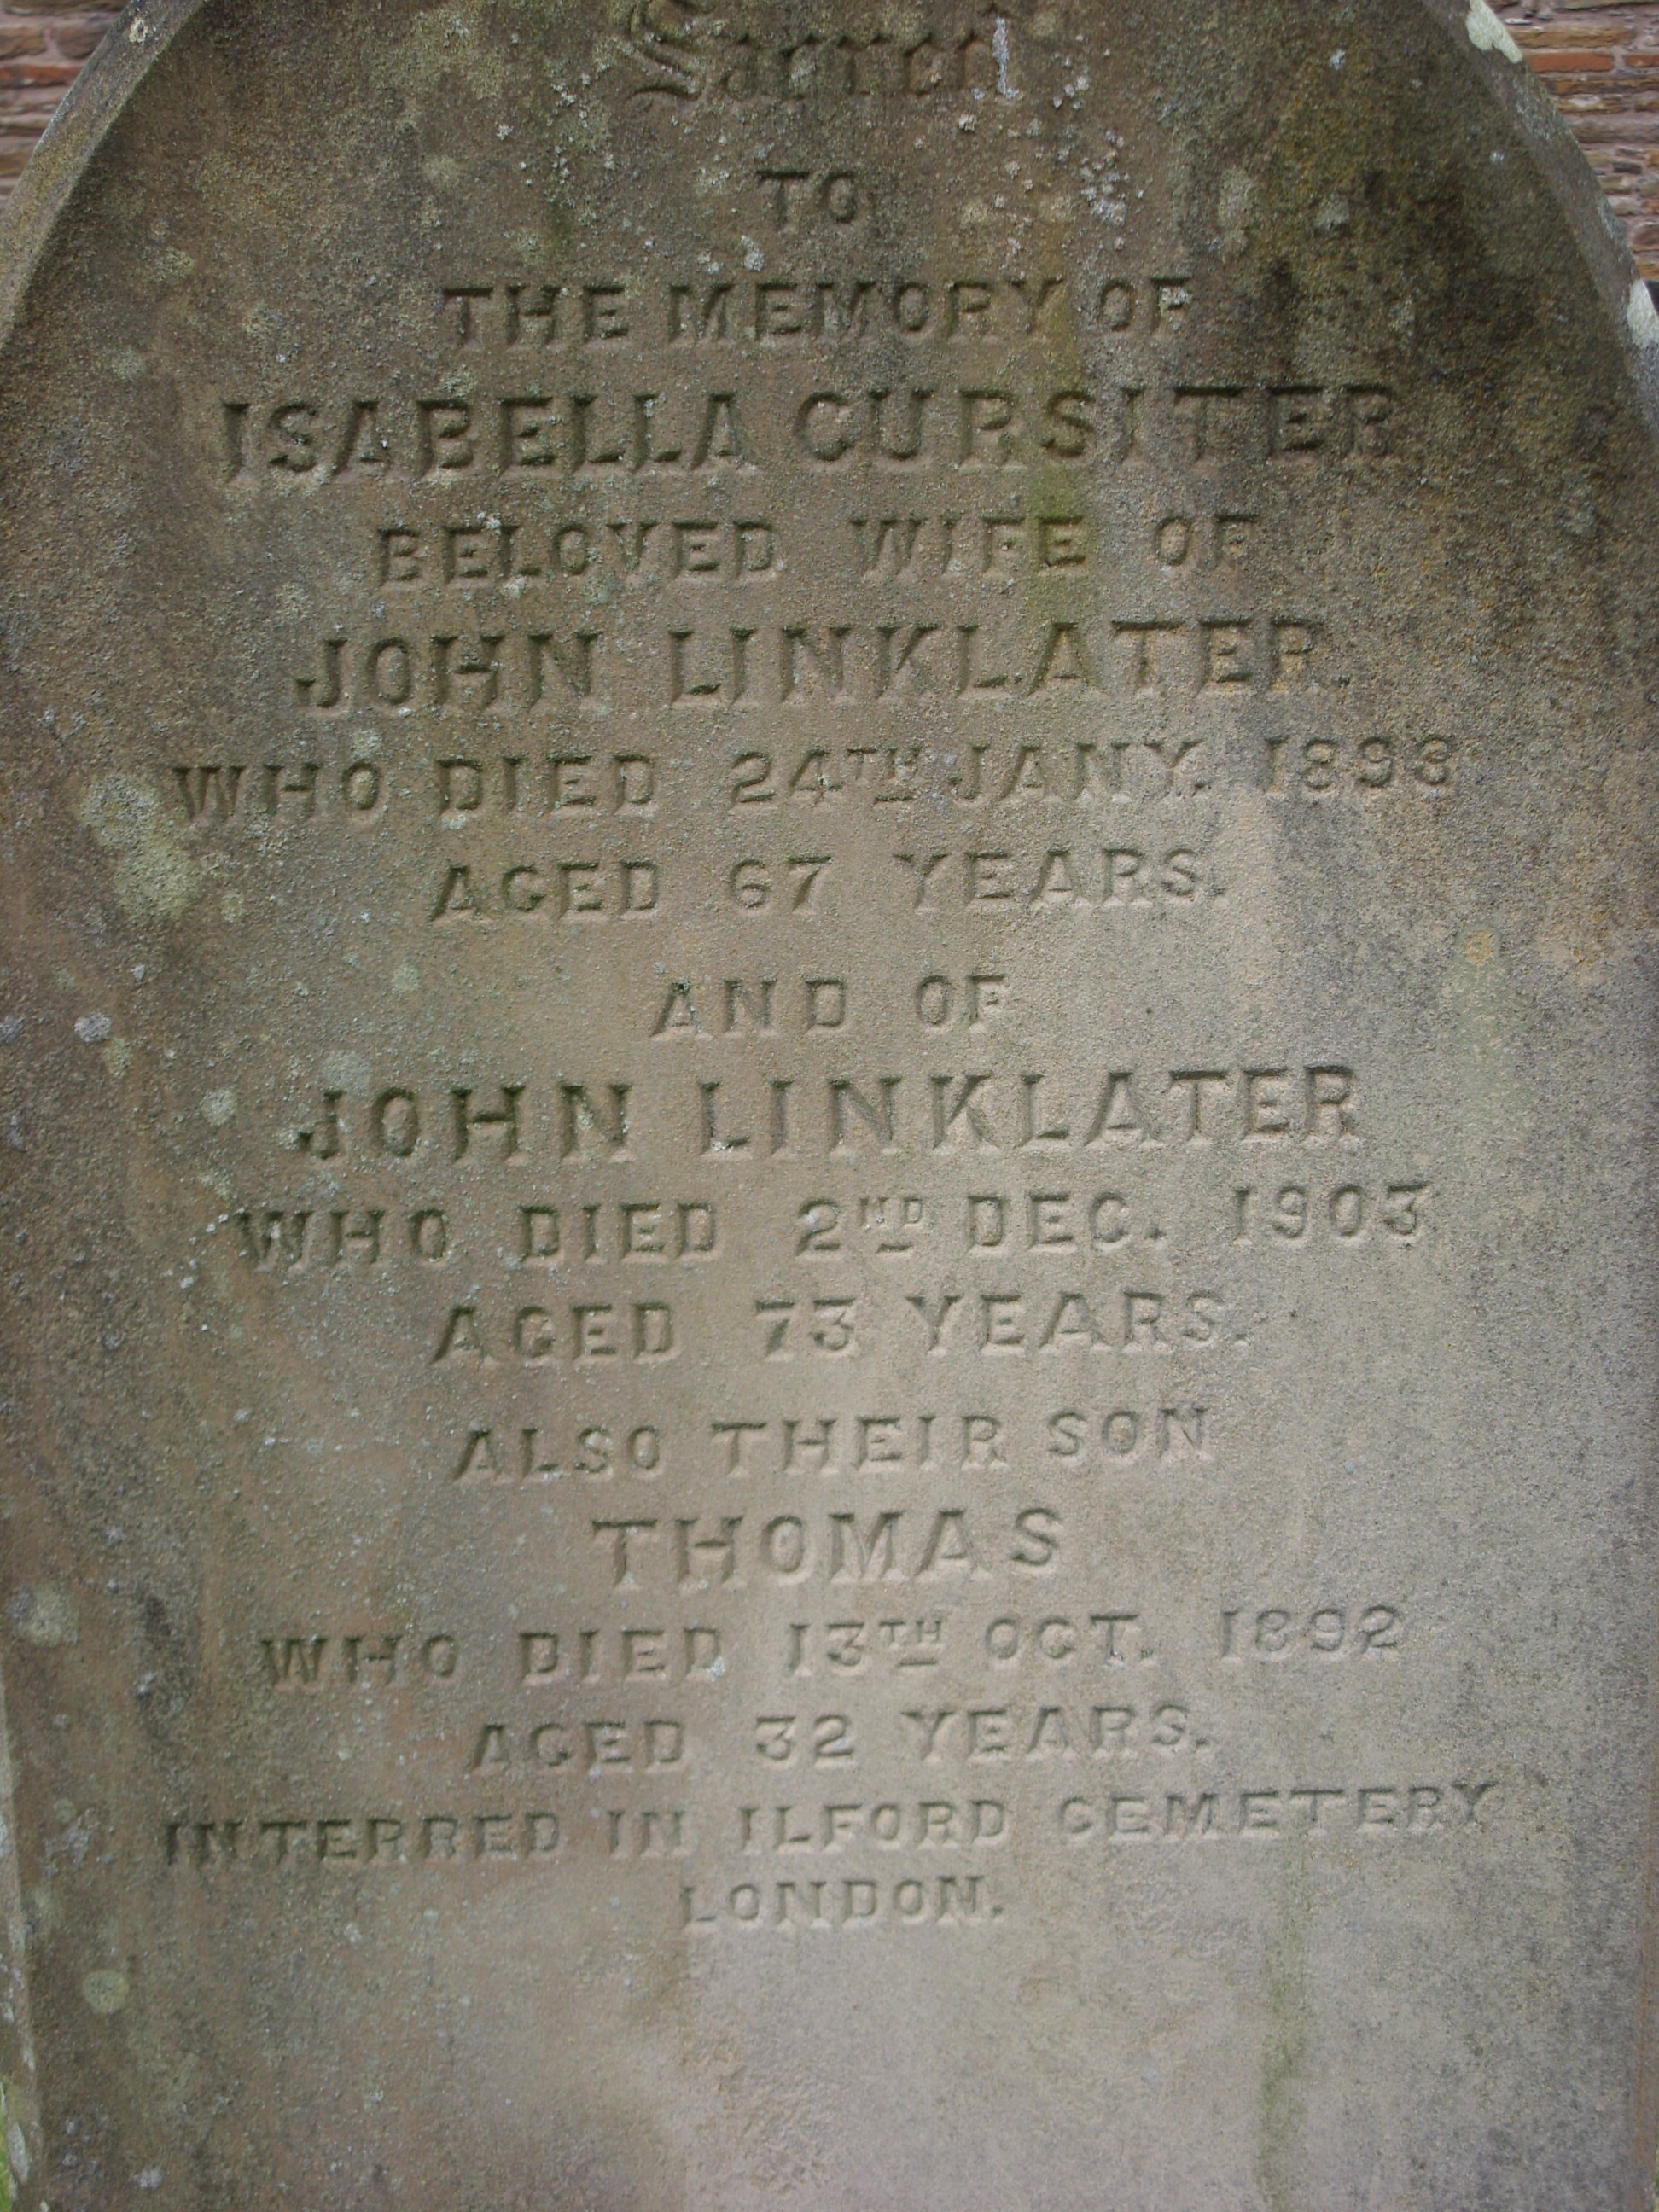 Sacred
TO
THE MEMORY OF
ISABELLA CURSITER
BELOVED WIFE OF
JOHN LINKLATER.
WHO DIED 24TH JANY. 1893
AGED 67 YEARS.
AND OF
JOHN LINKLATER
WHO DIED 2ND DEC. 1903
AGED 73 YEARS.
ALSO THEIR SON
THOMAS
WHO DIED 13TH OCT. 1892
AGED 32 YEARS.
INTERRED IN ILFORD CEMETERY
LONDON.